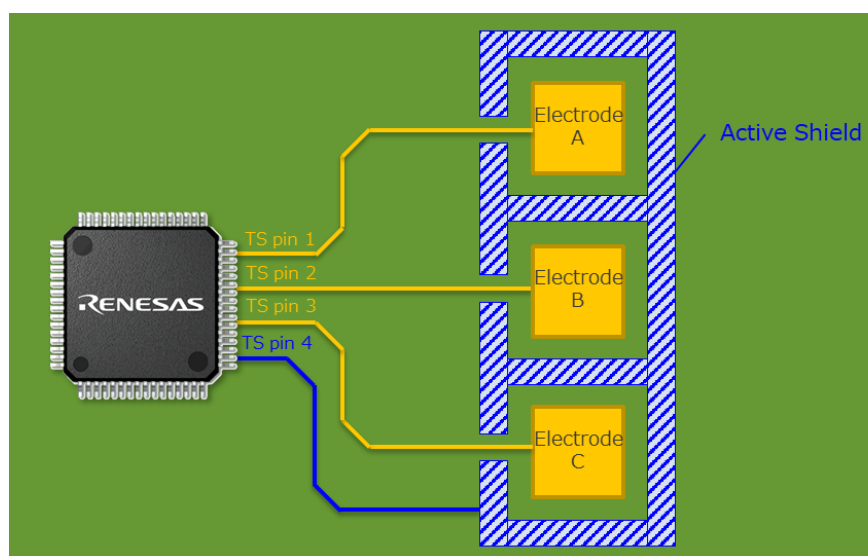 Electrode
A
Active Shield
TS pin 1
TS pin 2
Electrode
B
RENESAS
TS pin 3
TS pin 4
Electrode
C